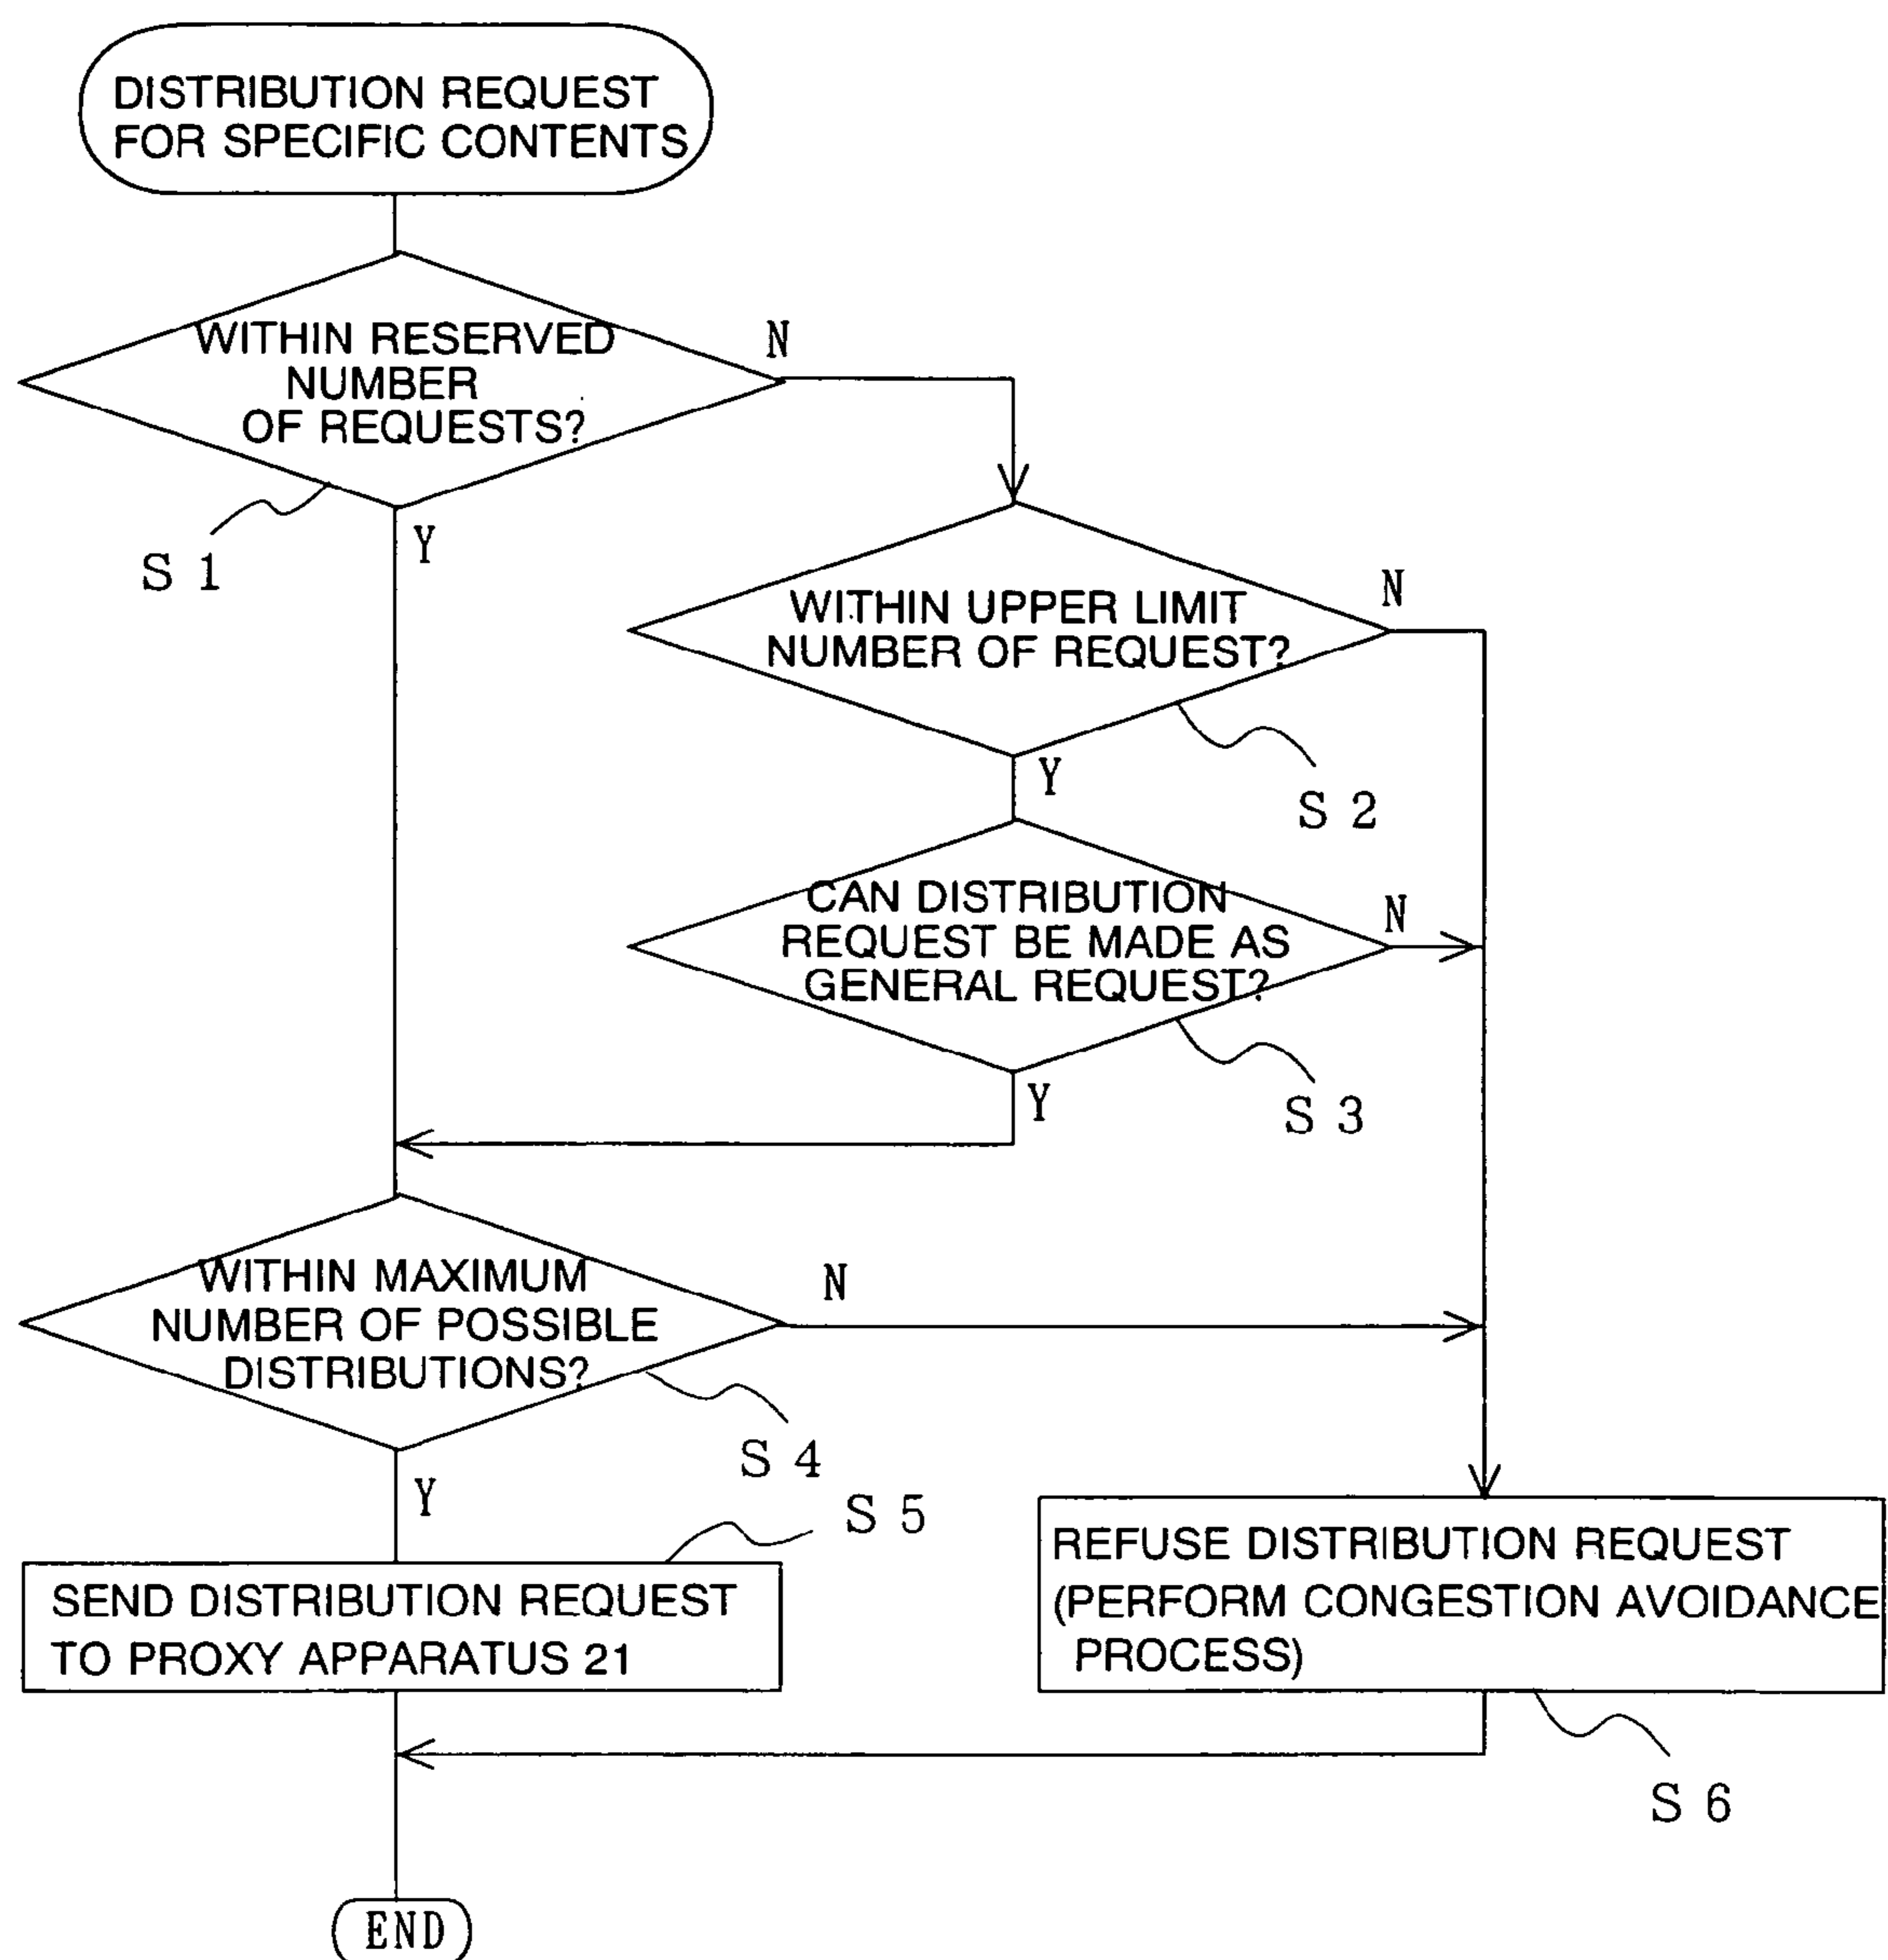 DISTRIBUTION REQUEST
FOR SPECIFIC CONTENTS
WITHIN RESERVED
NUMBER
OF REQUESTS?
N
S 1
Y
WITHIN UPPER LIMIT
NUMBER OF REQUEST?
N
Y
S 2
CAN DISTRIBUTION
REQUEST BE MADE AS
GENERAL REQUEST?
N
Y
S 3
WITHIN MAXIMUM
NUMBER OF POSSIBLE
DISTRIBUTIONS?
N
S 4
Y
S 5
SEND DISTRIBUTION REQUEST
TO PROXY APPARATUS 21
REFUSE DISTRIBUTION REQUEST
(PERFORM CONGESTION AVOIDANCE
PROCESS)
S 6
END